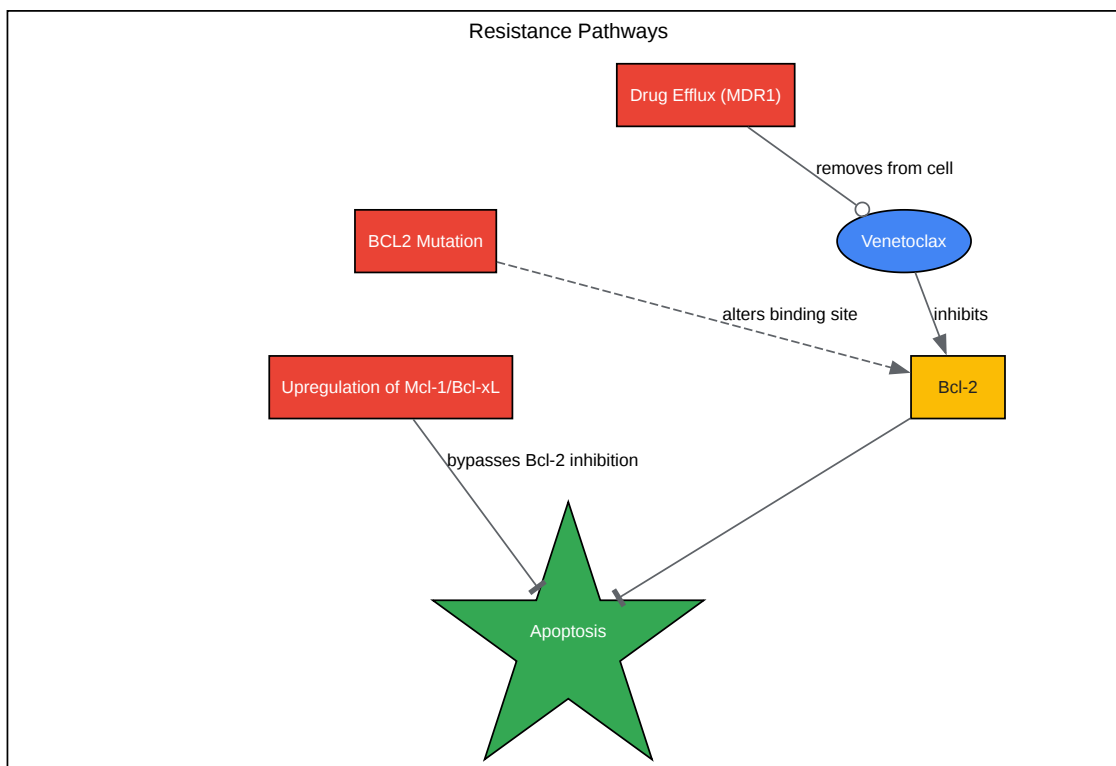 Resistance Pathways
Drug Efflux (MDR1)
removes from cell
BCL2 Mutation
Venetoclax
alters binding site
inhibits
Upregulation of Mcl-1/Bcl-xL
Bcl-2
bypasses Bcl-2 inhibition
Apoptosis